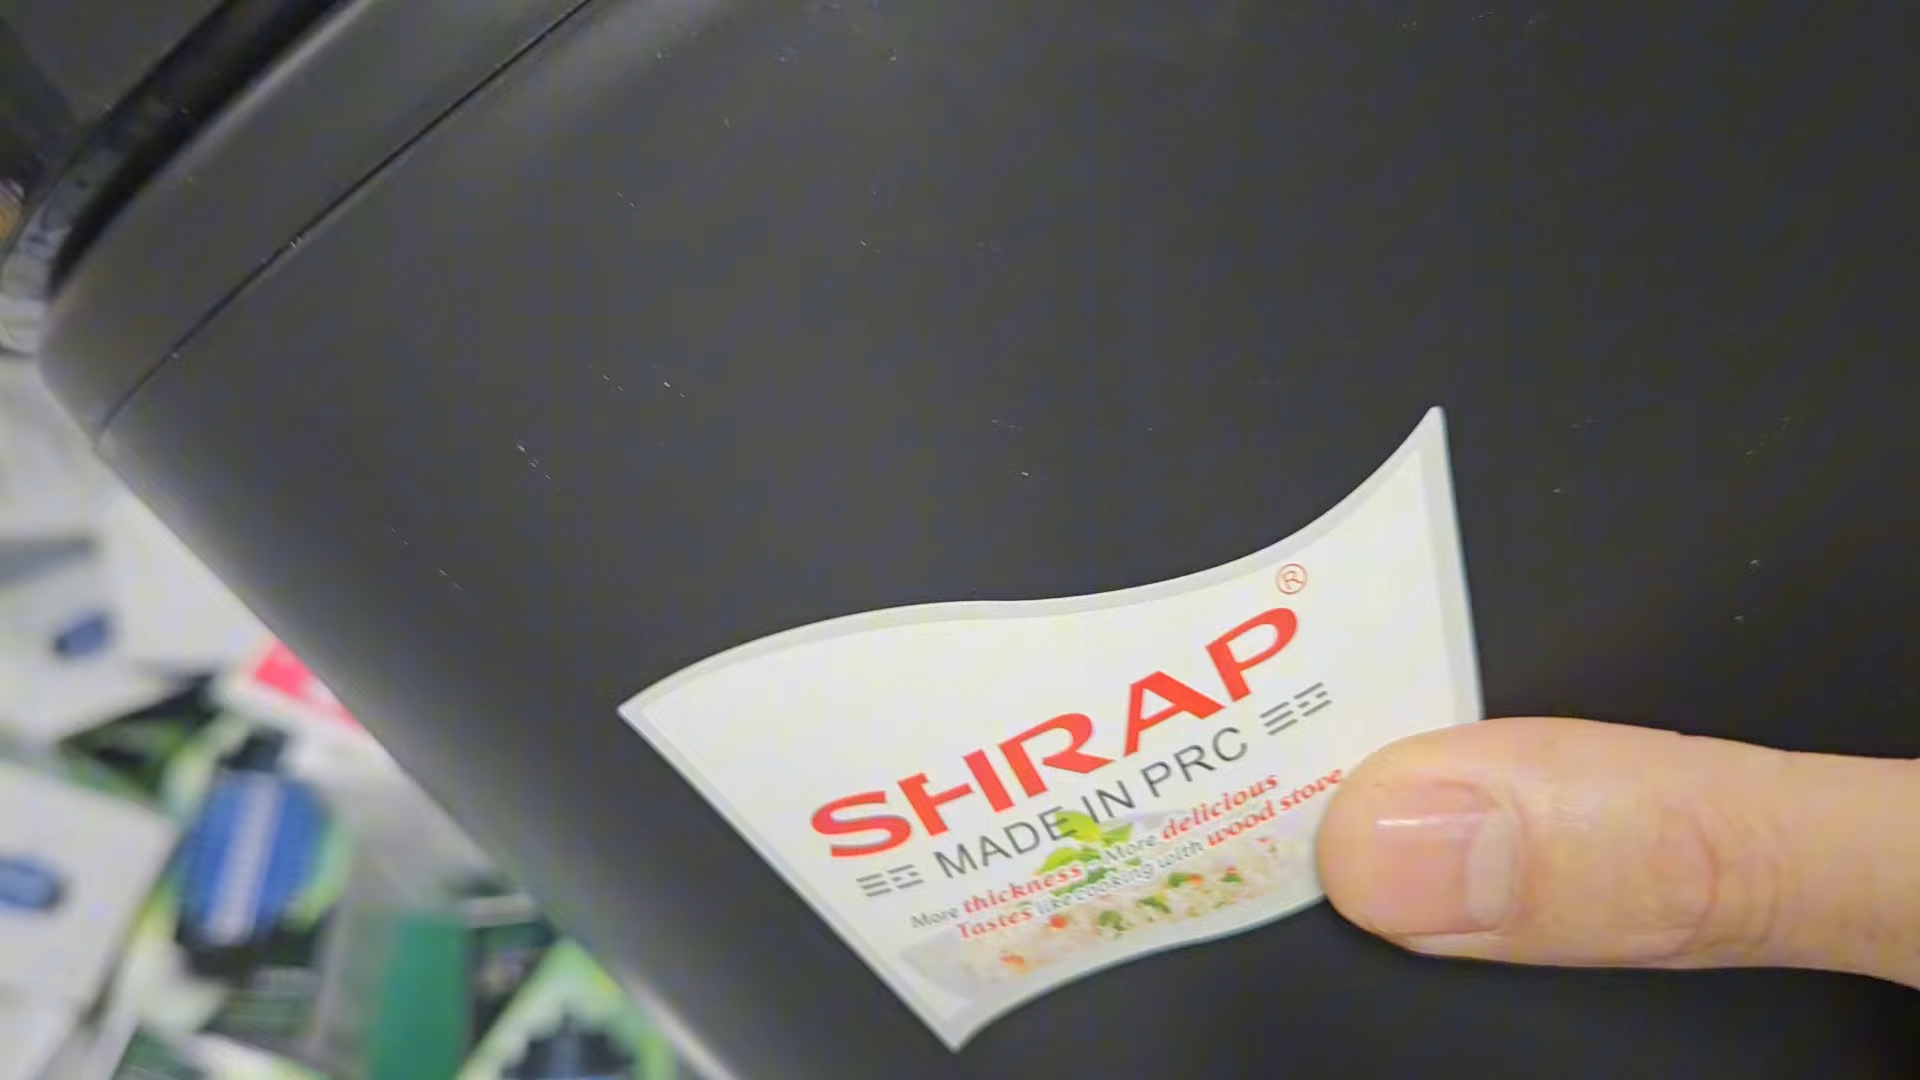 SHRAP®
MADE IN PRC
More thickness More delicious
Tastes like cooking with wood stove